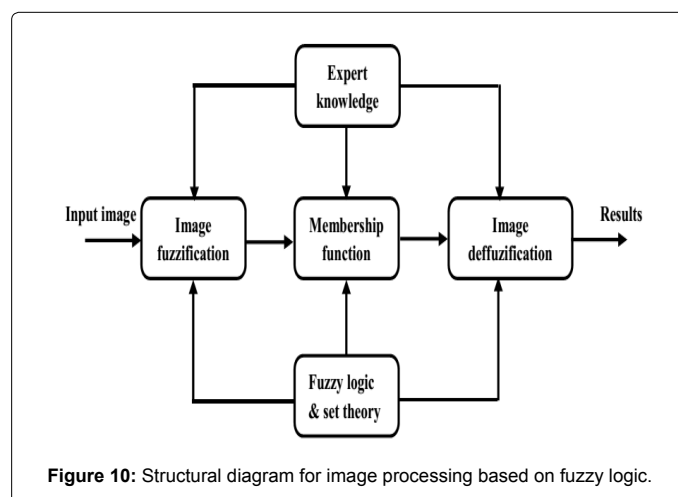 Expert
knowledge
Input image
Image
fuzzification
Membership
function
Image
deffuzification
Results
Fuzzy logic
& set theory
Figure 10: Structural diagram for image processing based on fuzzy logic.